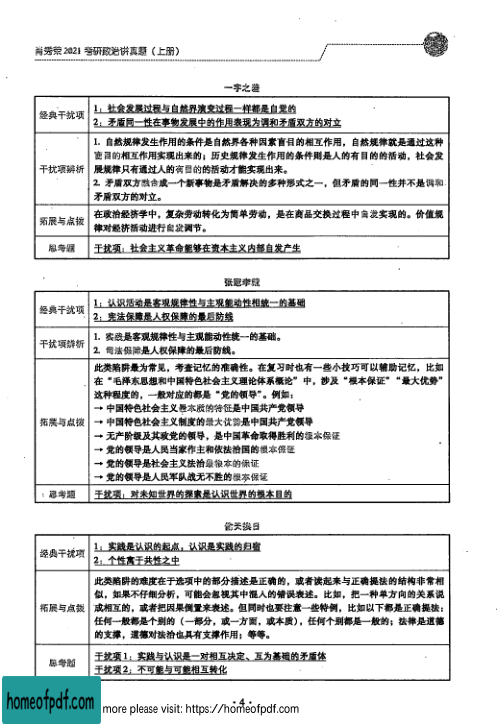 肖秀荣 2021 考研政治讲真题（上册）
一字之差
经典干扰项
1：社会发展过程与自然界演变过程一样都是自觉的
2：矛盾同一性在事物发展中的作用表现为调和矛盾双方的对立
干扰项辨析
1. 自然规律发生作用的条件是自然界各种因素盲目的相互作用，自然规律就是通过这种
盲目的相互作用实现出来的；历史规律发生作用的条件则是人的有目的的活动，社会发
展规律只有通过人的有目的的活动才能实现出来。
2. 矛盾双方融合成一个新事物是矛盾解决的多种形式之一，但矛盾的同一性并不是调和
矛盾双方的对立。
拓展与点拨
在政治经济学中，复杂劳动转化为简单劳动，是在商品交换过程中自发实现的。价值规
律对经济活动进行自发调节。
思考题
干扰项：社会主义革命能够在资本主义内部自发产生
张冠李戴
经典干扰项
1：认识活动是客观规律性与主观能动性相统一的基础
2：宪法保障是人权保障的最后防线
干扰项辨析
1. 实践是客观规律性与主观能动性统一的基础。
2. 司法保障是人权保障的最后防线。
拓展与点拨
此类陷阱最为常见，考查记忆的准确性。在复习时也有一些小技巧可以辅助记忆，比如
在“毛泽东思想和中国特色社会主义理论体系概论”中，涉及“根本保证”“最大优势”
这种程度的，一般对应的都是“党的领导”。例如：
→ 中国特色社会主义最本质的特征是中国共产党领导
→ 中国特色社会主义制度的最大优势是中国共产党领导
→ 无产阶级及其政党的领导，是中国革命取得胜利的根本保证
→ 党的领导是人民当家作主和依法治国的根本保证
→ 党的领导是社会主义法治最根本的保证
→ 党的领导是人民军队战无不胜的根本保证
思考题
干扰项：对未知世界的探索是认识世界的根本目的
偷天换日
经典干扰项
1：实践是认识的起点，认识是实践的归宿
2：个性寓于共性之中
拓展与点拨
此类陷阱的难度在于选项中的部分描述是正确的，或者读起来与正确提法的结构非常相
似，如果不仔细分析，可能会忽视其中混入的错误表述。比如，把一种单方向的关系说
成相互的，或者把因果倒置来表述。但同时也要注意一些特例，比如以下都是正确提法：
任何一般都是个别的（一部分，或一方面，或本质），任何个别都是一般的；法律是道德
的支撑，道德对法治也具有支撑作用；等等。
思考题
干扰项 1：实践与认识是一对相互决定、互为基础的矛盾体
干扰项 2：不可能与可能相互转化
·4·
homeofpdf.com
more please visit: https://homeofpdf.com